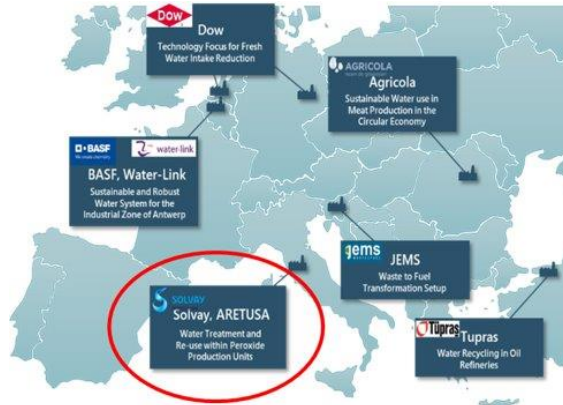 Dow
Dow
Technology Focus for Fresh
Water Intake Reduction
AGRICOLA
Agricola
Sustainable Water use in
Meat Production in the
Circular Economy
BASF
We create chemistry
water-link
BASF, Water-Link
Sustainable and Robust
Water System for the
Industrial Zone of Antwerp
jems
JEMS
Waste to Fuel
Transformation Setup
SOLVAY
Solvay, ARETUSA
Water Treatment and
Re-use within Peroxide
Production Units
Tüpraş
Tupras
Water Recycling in Oil
Refineries